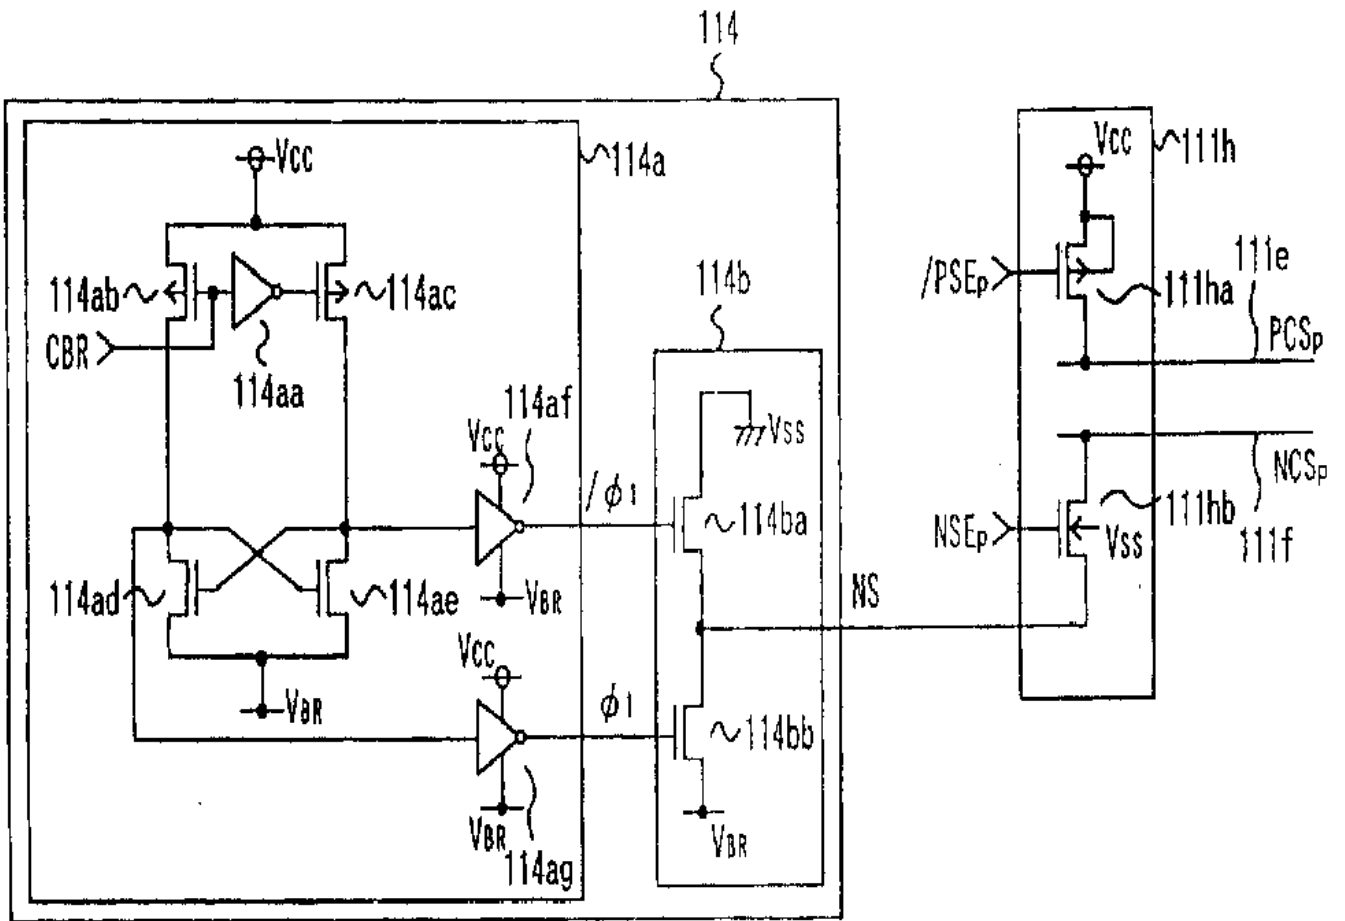 114
Vcc
114a
Vcc
111h
114ab
114ac
114b
/PSEp
111ha
111e
PCSp
CBR
114aa
114af
Vcc
Vss
NCSp
/φ1
114ba
NSEp
Vss
111hb
111f
114ad
114ae
VBR
NS
Vcc
VBR
φ1
114bb
VBR
114ag
VBR